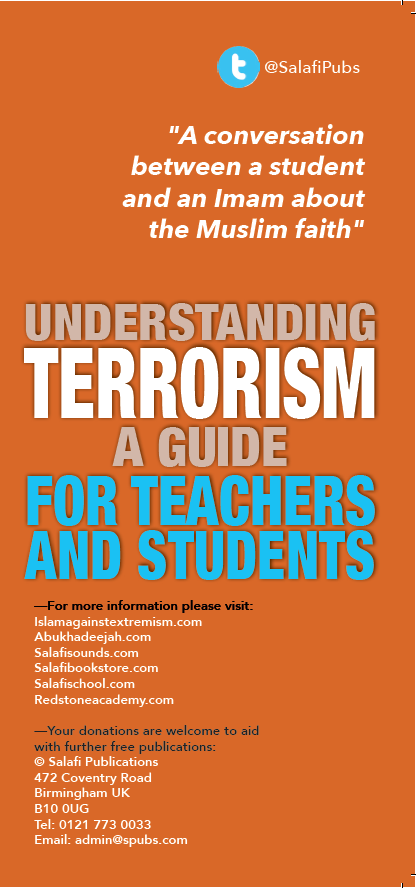 @SalafiPubs
"A conversation
between a student
and an Imam about
the Muslim faith"
UNDERSTANDING
TERRORISM
A GUIDE
FOR TEACHERS
AND STUDENTS
—For more information please visit:
Islamagainstextremism.com
Abukhadeejah.com
Salafisounds.com
Salafibookstore.com
Salafischool.com
Redstoneacademy.com
—Your donations are welcome to aid
with further free publications:
© Salafi Publications
472 Coventry Road
Birmingham UK
B10 0UG
Tel: 0121 773 0033
Email: admin@spubs.com